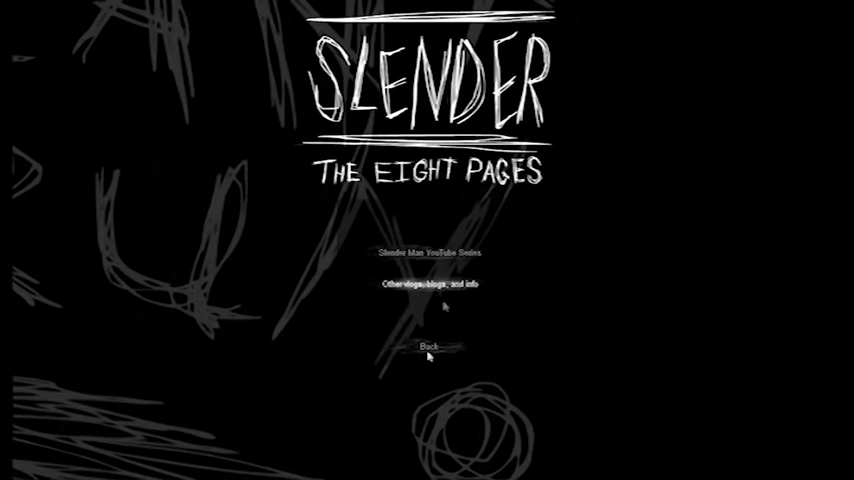 SLENDER
THE EIGHT PAGES
Slender Man YouTube Series
Other vlogs, blogs, and info
Back